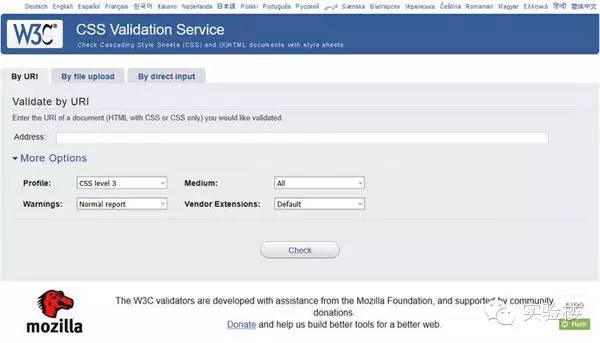 Deutsch English Español Français 한국어 Italiano Nederlands 日本語 Polski Português Русский فارسی Svenska Български Українська Čeština Romanian Magyar Ελληνικά हिन्दी 简体中文
W3C® CSS Validation Service
Check Cascading Style Sheets (CSS) and (X)HTML documents with style sheets
By URI By file upload By direct input
Validate by URI
Enter the URI of a document (HTML with CSS or CSS only) you would like validated:
Address:
More Options
Profile: CSS level 3 Medium: All
Warnings: Normal report Vendor Extensions: Default
Check
The W3C validators are developed with assistance from the Mozilla Foundation, and supported by community
donations.
Donate and help us build better tools for a better web.
mozilla
实验楼